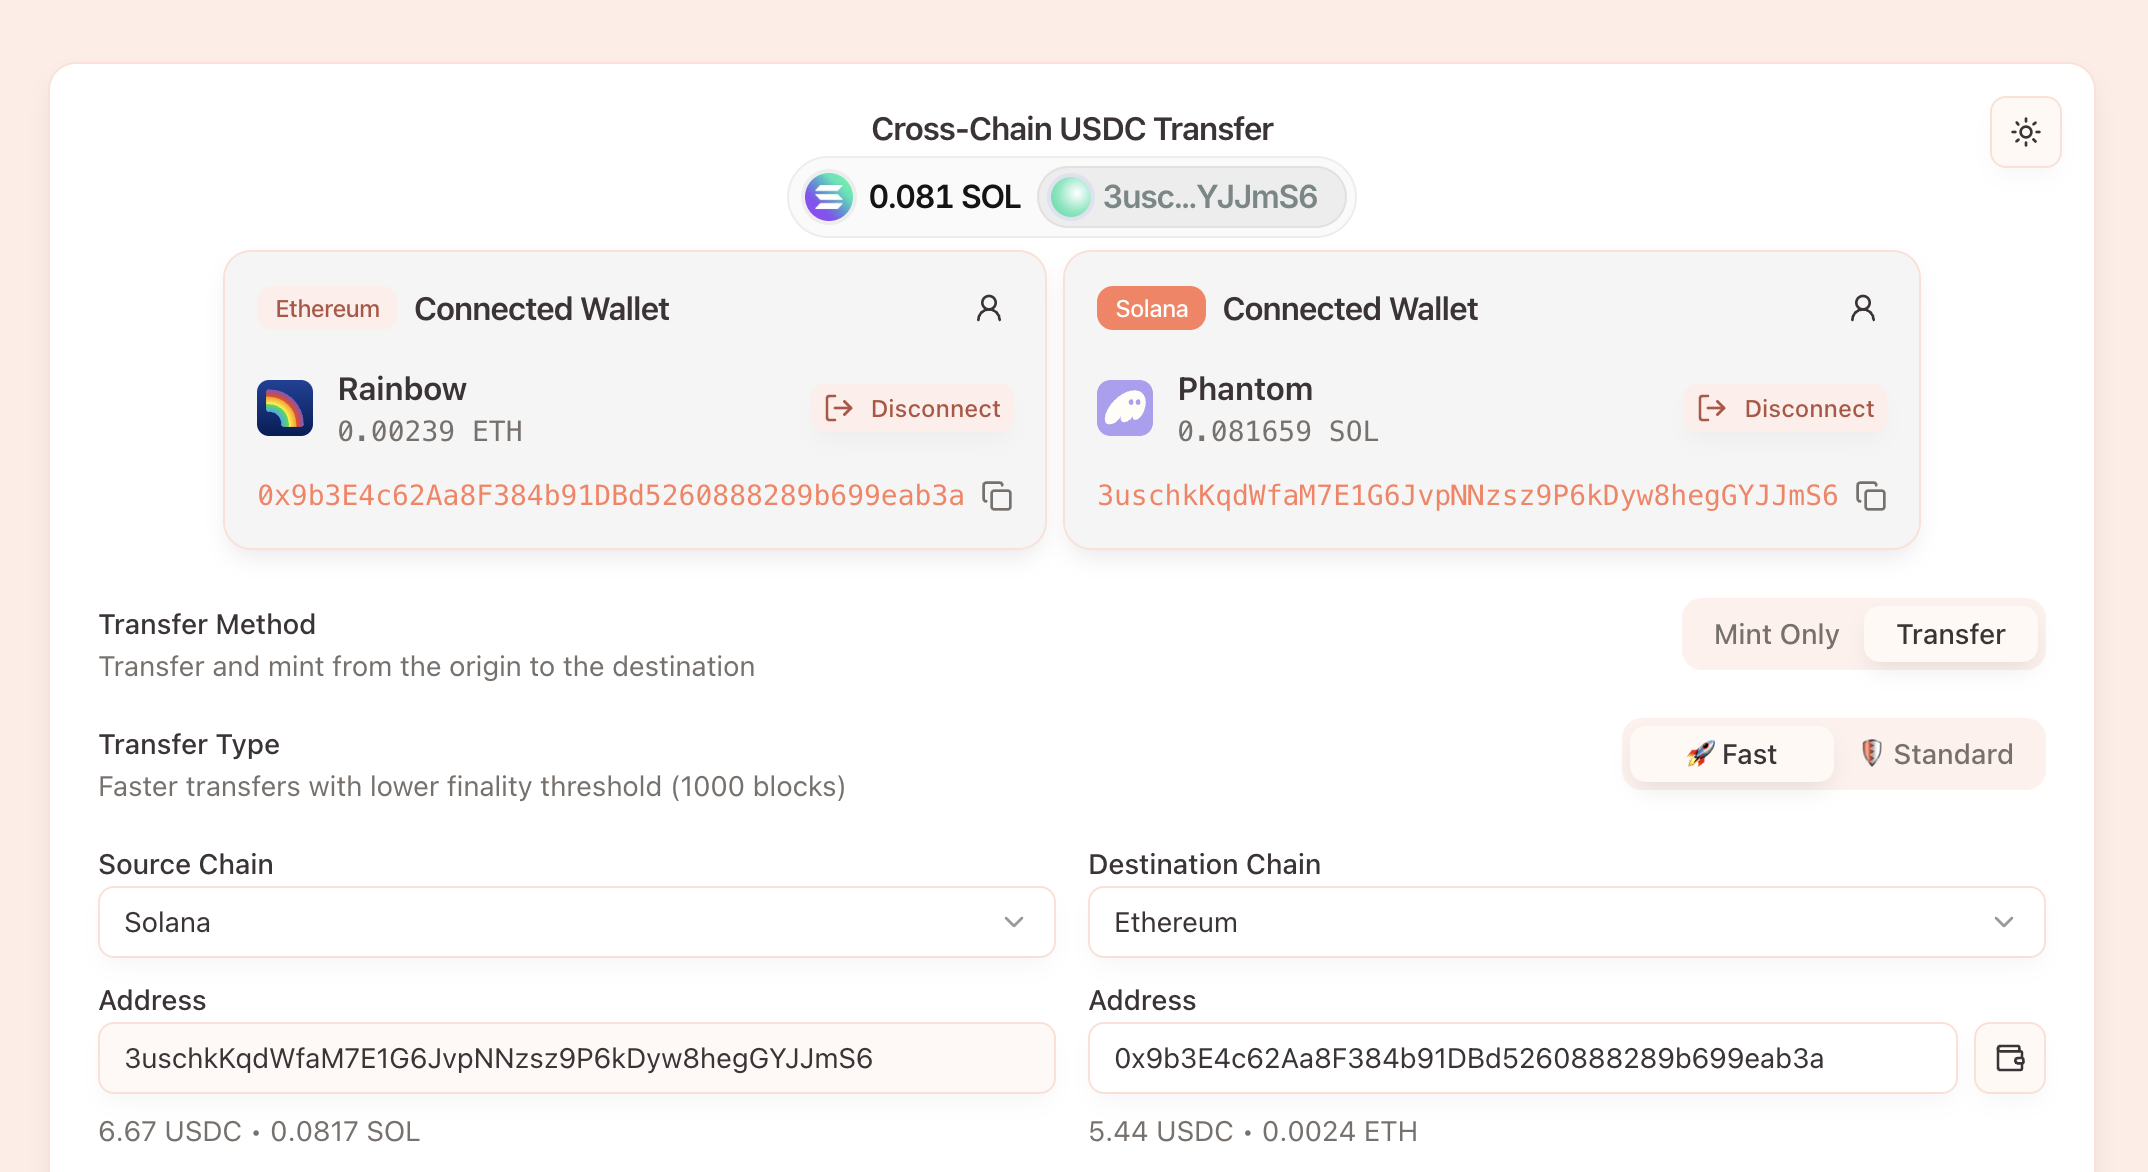 Cross-Chain USDC Transfer
0.081 SOL 3usc...YJJmS6
Ethereum Connected Wallet
Rainbow
0.00239 ETH
Disconnect
0x9b3E4c62Aa8F384b91DBd5260888289b699eab3a
Solana Connected Wallet
Phantom
0.081659 SOL
Disconnect
3uschkKqdWfaM7E1G6JvpNNzsz9P6kDyw8hegGYJJmS6
Transfer Method
Transfer and mint from the origin to the destination
Mint Only Transfer
Transfer Type
Faster transfers with lower finality threshold (1000 blocks)
🚀 Fast 🛡️ Standard
Source Chain
Solana
Address
3uschkKqdWfaM7E1G6JvpNNzsz9P6kDyw8hegGYJJmS6
6.67 USDC • 0.0817 SOL
Destination Chain
Ethereum
Address
0x9b3E4c62Aa8F384b91DBd5260888289b699eab3a
5.44 USDC • 0.0024 ETH